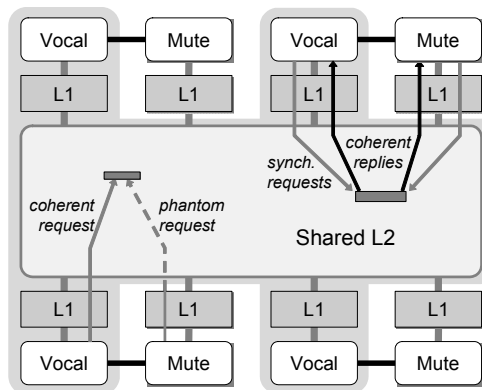 Vocal Mute Vocal Mute
L1 L1 L1 L1
coherent
synch. replies
requests
coherent phantom
request request
Shared L2
L1 L1 L1 L1
Vocal Mute Vocal Mute